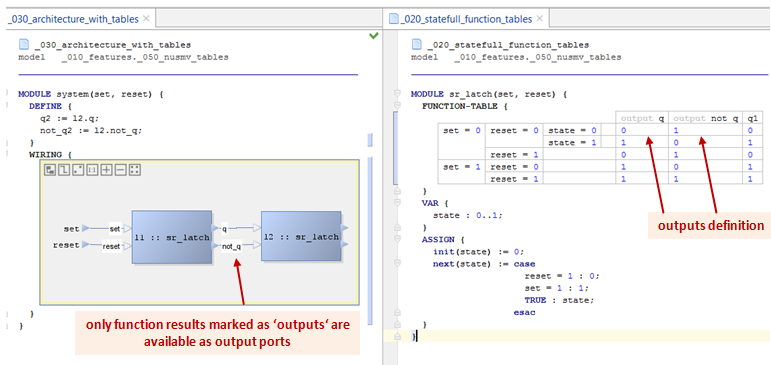 _030_architecture_with_tables
_030_architecture_with_tables
model _010_features._050_nusmv_tables
MODULE system(set, reset) {
DEFINE {
q2 := l2.q;
not_q2 := l2.not_q;
}
WIRING {
1:1
set set l1 :: sr_latch q l2 :: sr_latch
reset reset not_q
}
}
only function results marked as ‘outputs‘ are
available as output ports
_020_statefull_function_tables
_020_statefull_function_tables
model _010_features._050_nusmv_tables
MODULE sr_latch(set, reset) {
FUNCTION-TABLE {
output q output not q q1
set = 0 reset = 0 state = 0 0 1 0
state = 1 1 0 1
reset = 1 0 1 0
set = 1 reset = 0 1 0 1
reset = 1 1 1 1
}
VAR {
state : 0..1;
}
ASSIGN {
init(state) := 0;
next(state) := case
reset = 1 : 0;
set = 1 : 1;
TRUE : state;
esac
}
}
outputs definition